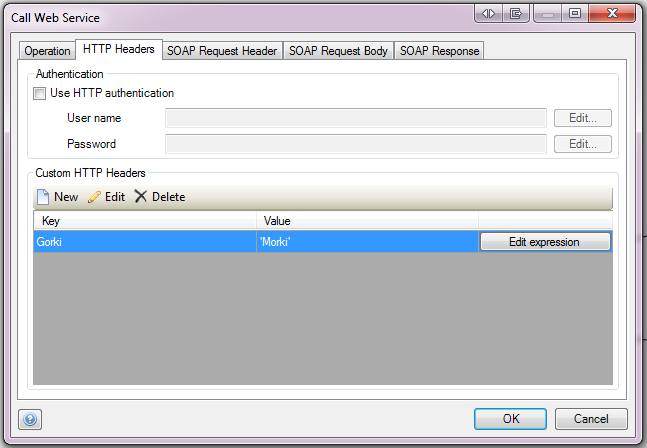 Call Web Service
Operation HTTP Headers SOAP Request Header SOAP Request Body SOAP Response
Authentication
Use HTTP authentication
User name Edit...
Password Edit...
Custom HTTP Headers
New Edit Delete
Key Value
Gorki 'Morki' Edit expression
OK Cancel